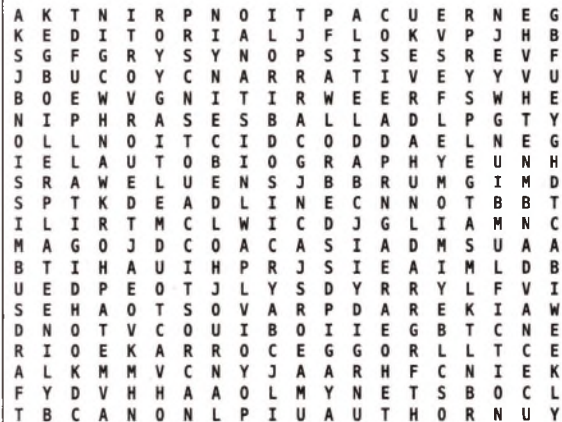 A K T N I R P N O I T P A C U E R N E G
K E D I T O R I A L J F L O K V P J H B
S G F G R Y S Y N O P S I S E S R E V F
J B U C O Y C N A R R A T I V E Y Y V U
B O E W V G N I T I R W E E R F S W H E
N I P H R A S E S B A L L A D L P G T Y
O L L N O I T C I D C O D D A E L N E G
I E L A U T O B I O G R A P H Y E U N H
S R A W E L U E N S J B B R U M G I M D
S P T K D E A D L I N E C N N O T B B T
I L I R T M C L W I C D J G L I A M N C
M A G O J D C O A C A S I A D M S U A A
B T I H A U I H P R J S I E A I M L D B
U E D P E O T J L Y S D Y R R Y L F V I
S E H A O T S O V A R P D A R E K I A W
D N O T V C O U I B O I I E G B T C N E
R I O E K A R R O C E G G O R L L T C E
A L K M M V C N Y J A A R H F C N I E K
F Y D V H H A A O L M Y N E T S B O C L
T B C A N O N L P I U A U T H O R N U Y